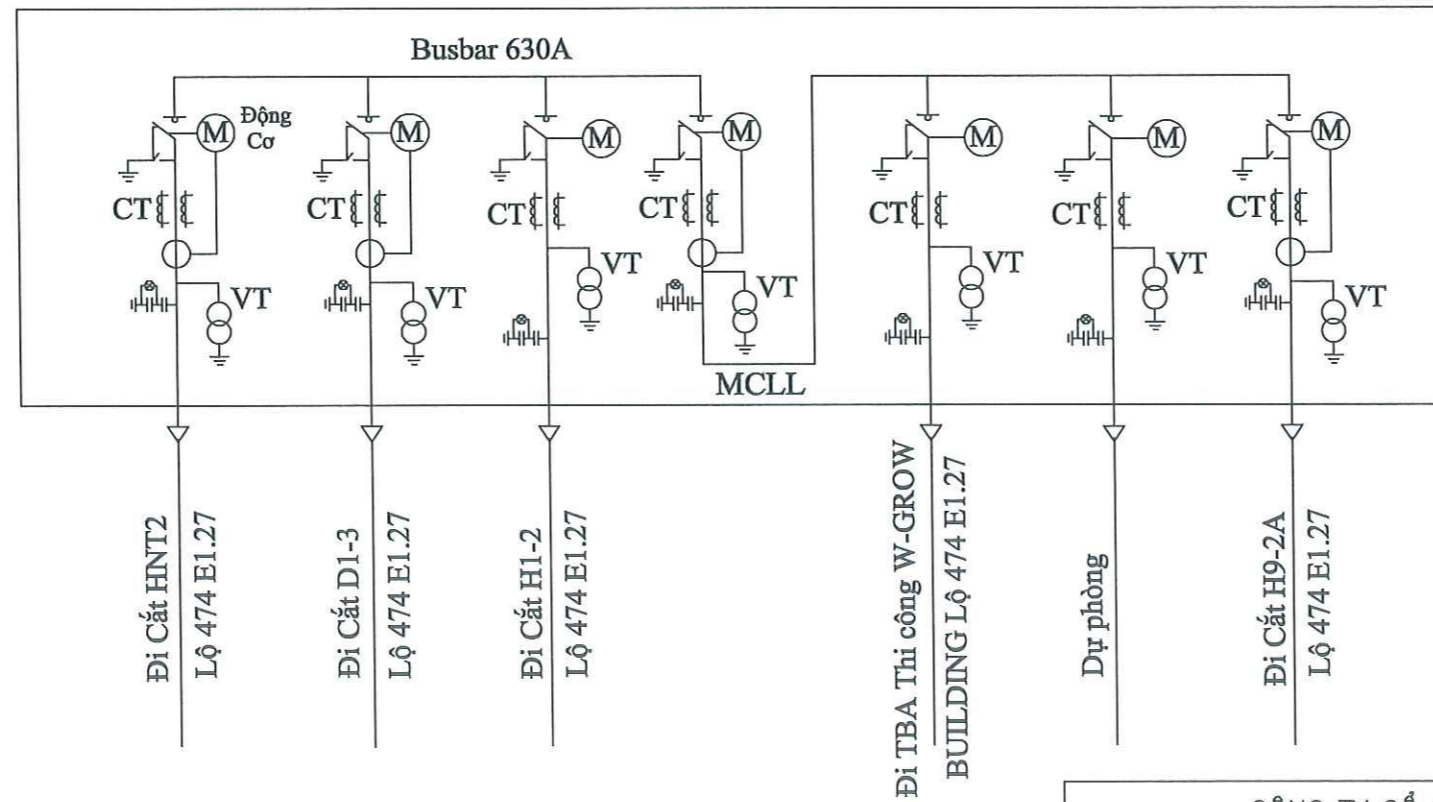 Busbar 630A
Động
Cơ
M
M
M
M
M
M
M
CT
CT
CT
CT
CT
CT
CT
VT
VT
VT
VT
VT
VT
VT
MCLL
Đi Cắt HNT2
Lộ 474 E1.27
Đi Cắt D1-3
Lộ 474 E1.27
Đi Cắt H1-2
Lộ 474 E1.27
Đi TBA Thi công W-GROW
BUILDING Lộ 474 E1.27
Dự phòng
Đi Cắt H9-2A
Lộ 474 E1.27